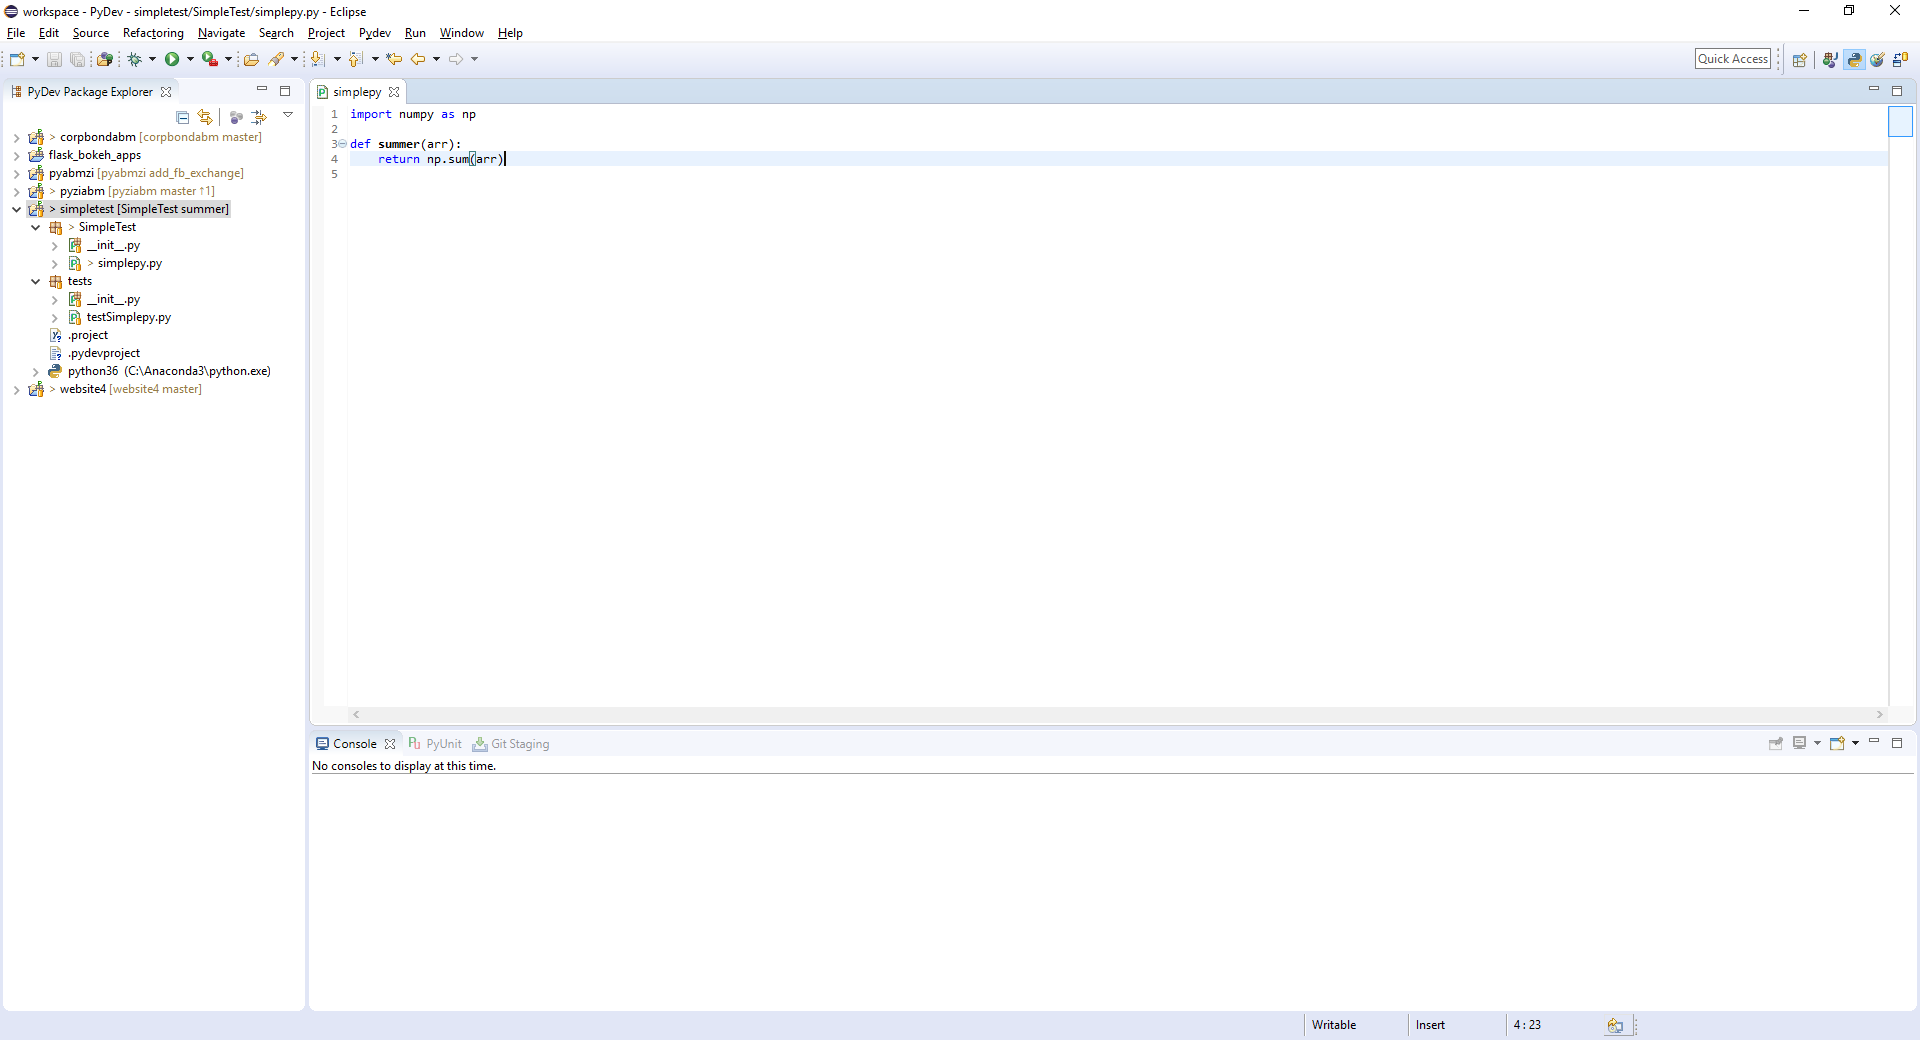 workspace - PyDev - simpletest/SimpleTest/simplepy.py - Eclipse
File Edit Source Refactoring Navigate Search Project Pydev Run Window Help
Quick Access
PyDev Package Explorer
> corpbondabm [corpbondabm master]
flask_bokeh_apps
pyabmzi [pyabmzi add_fb_exchange]
> pyziabm [pyziabm master ↑1]
> simpletest [SimpleTest summer]
> SimpleTest
__init__.py
> simplepy.py
tests
__init__.py
testSimplepy.py
.project
.pydevproject
python36 (C:\Anaconda3\python.exe)
> website4 [website4 master]
simplepy
1 import numpy as np
2
3 def summer(arr):
4     return np.sum(arr)
5
Console PyUnit Git Staging
No consoles to display at this time.
Writable Insert 4 : 23